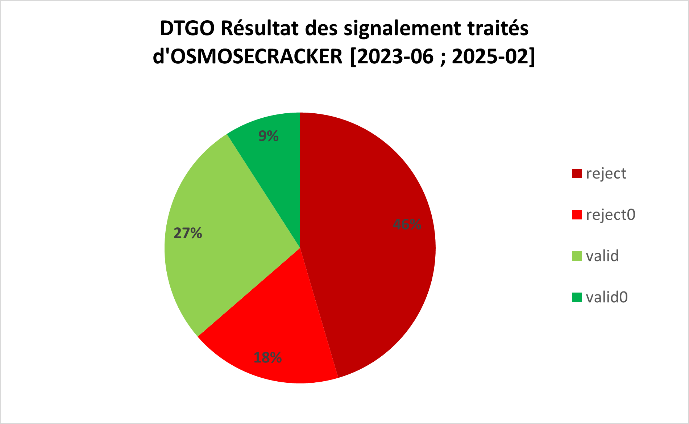 DTGO Résultat des signalement traités
d'OSMOSECRACKER [2023-06 ; 2025-02]
9%
46%
27%
18%
reject
reject0
valid
valid0